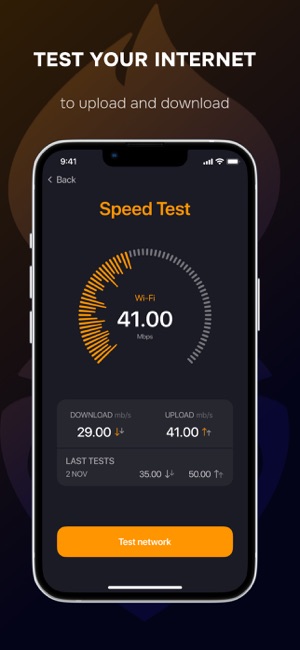 TEST YOUR INTERNET
to upload and download
9:41
Back
Speed Test
Wi-Fi
41.00
Mbps
DOWNLOAD mb/s UPLOAD mb/s
29.00 41.00
LAST TESTS
2 NOV 35.00 50.00
Test network